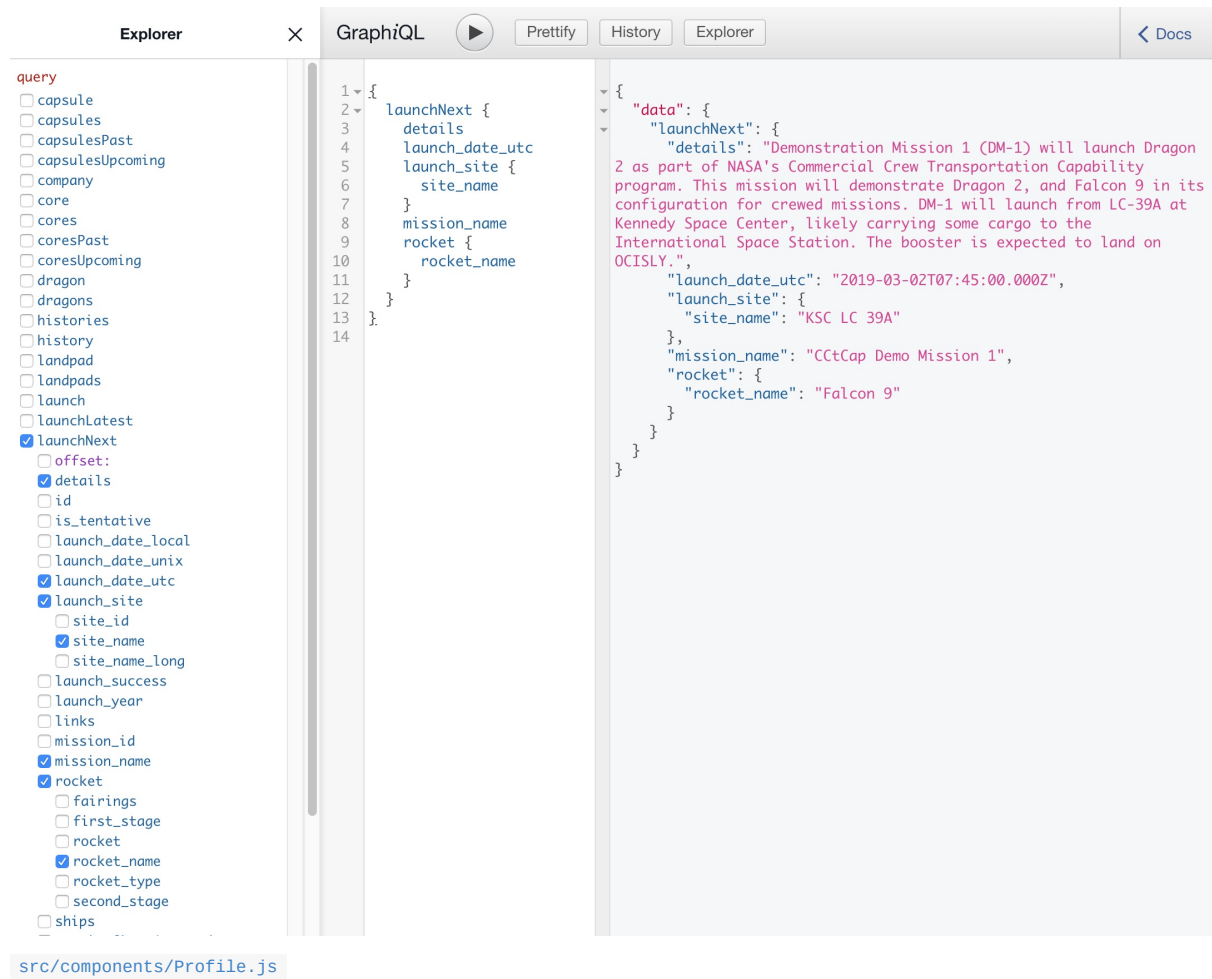 Explorer
GraphiQL
Prettify
History
Explorer
Docs
query
capsule
capsules
capsulesPast
capsulesUpcoming
company
core
cores
coresPast
coresUpcoming
dragon
dragons
histories
history
landpad
landpads
launch
launchLatest
launchNext
offset:
details
id
is_tentative
launch_date_local
launch_date_unix
launch_date_utc
launch_site
site_id
site_name
site_name_long
launch_success
launch_year
links
mission_id
mission_name
rocket
fairings
first_stage
rocket
rocket_name
rocket_type
second_stage
ships
1 {
2 launchNext {
3 details
4 launch_date_utc
5 launch_site {
6 site_name
7 }
8 mission_name
9 rocket {
10 rocket_name
11 }
12 }
13 }
14
{
"data": {
"launchNext": {
"details": "Demonstration Mission 1 (DM-1) will launch Dragon
2 as part of NASA's Commercial Crew Transportation Capability
program. This mission will demonstrate Dragon 2, and Falcon 9 in its
configuration for crewed missions. DM-1 will launch from LC-39A at
Kennedy Space Center, likely carrying some cargo to the
International Space Station. The booster is expected to land on
OCISLY.",
"launch_date_utc": "2019-03-02T07:45:00.000Z",
"launch_site": {
"site_name": "KSC LC 39A"
},
"mission_name": "CCtCap Demo Mission 1",
"rocket": {
"rocket_name": "Falcon 9"
}
}
}
}
src/components/Profile.js